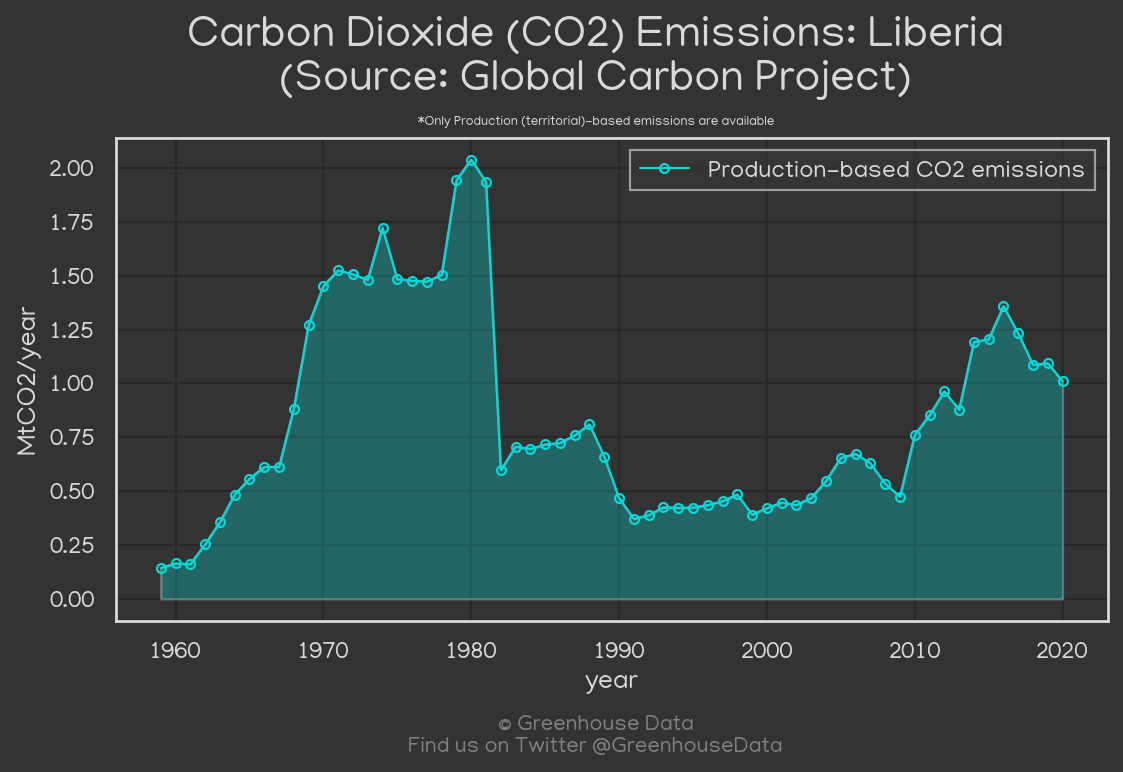 Carbon Dioxide (CO2) Emissions: Liberia
(Source: Global Carbon Project)
*Only Production (territorial)-based emissions are available
Production-based CO2 emissions
MtCO2/year
2.00
1.75
1.50
1.25
1.00
0.75
0.50
0.25
0.00
1960 1970 1980 1990 2000 2010 2020
year
© Greenhouse Data
Find us on Twitter @GreenhouseData